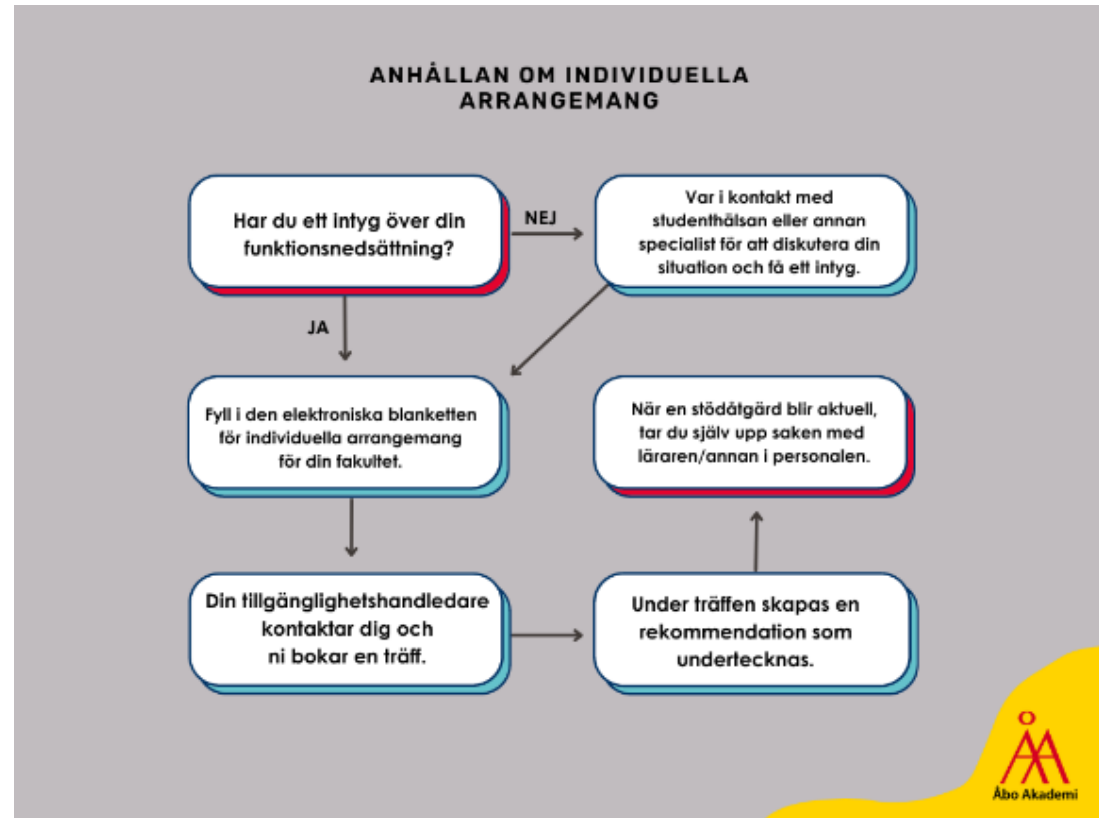 ANHÅLLAN OM INDIVIDUELLA
ARRANGEMANG
Har du ett intyg över din
funktionsnedsättning?
NEJ
Var i kontakt med
studenthälsan eller annan
specialist för att diskutera din
situation och få ett intyg.
JA
Fyll i den elektroniska blanketten
för individuella arrangemang
för din fakultet.
När en stödåtgärd blir aktuell,
tar du själv upp saken med
läraren/annan i personalen.
Din tillgänglighetshandledare
kontaktar dig och
ni bokar en träff.
Under träffen skapas en
rekommendation som
undertecknas.
Åbo Akademi